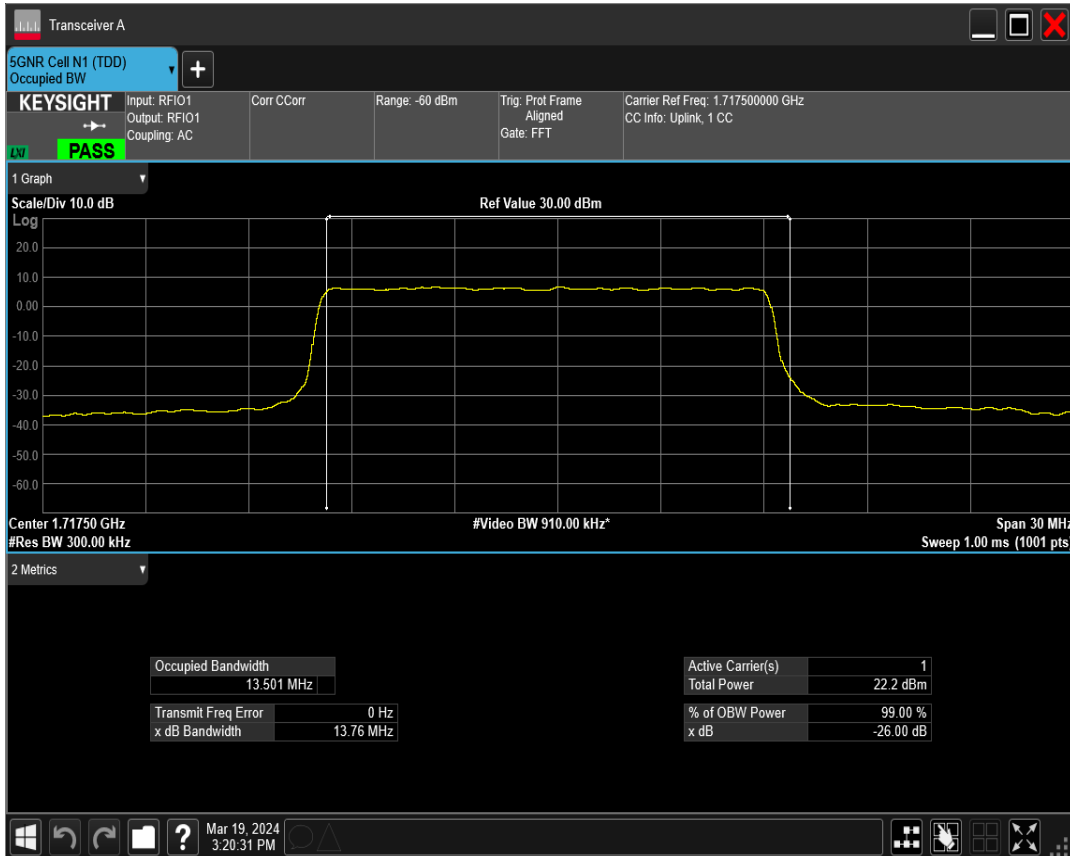 Transceiver A
5GNR Cell N1 (TDD)
Occupied BW
+
KEYSIGHT
LXI
PASS
Input: RFIO1
Output: RFIO1
Coupling: AC
Corr CCorr
Range: -60 dBm
Trig: Prot Frame
Aligned
Gate: FFT
Carrier Ref Freq: 1.717500000 GHz
CC Info: Uplink, 1 CC
1 Graph
Scale/Div 10.0 dB
Ref Value 30.00 dBm
Log
20.0
10.0
0.00
-10.0
-20.0
-30.0
-40.0
-50.0
-60.0
Center 1.71750 GHz
#Video BW 910.00 kHz*
Span 30 MHz
#Res BW 300.00 kHz
Sweep 1.00 ms (1001 pts)
2 Metrics
Occupied Bandwidth
13.501 MHz
Transmit Freq Error 0 Hz
x dB Bandwidth 13.76 MHz
Active Carrier(s) 1
Total Power 22.2 dBm
% of OBW Power 99.00 %
x dB -26.00 dB
?
Mar 19, 2024
3:20:31 PM